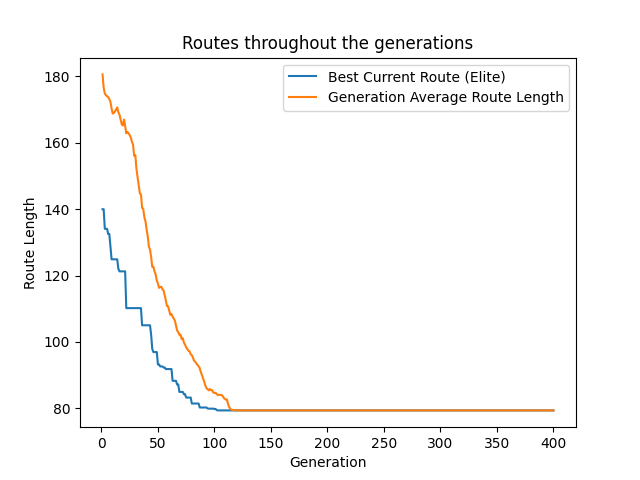 Routes throughout the generations
Best Current Route (Elite)
Generation Average Route Length
Route Length
180
160
140
120
100
80
0 50 100 150 200 250 300 350 400
Generation